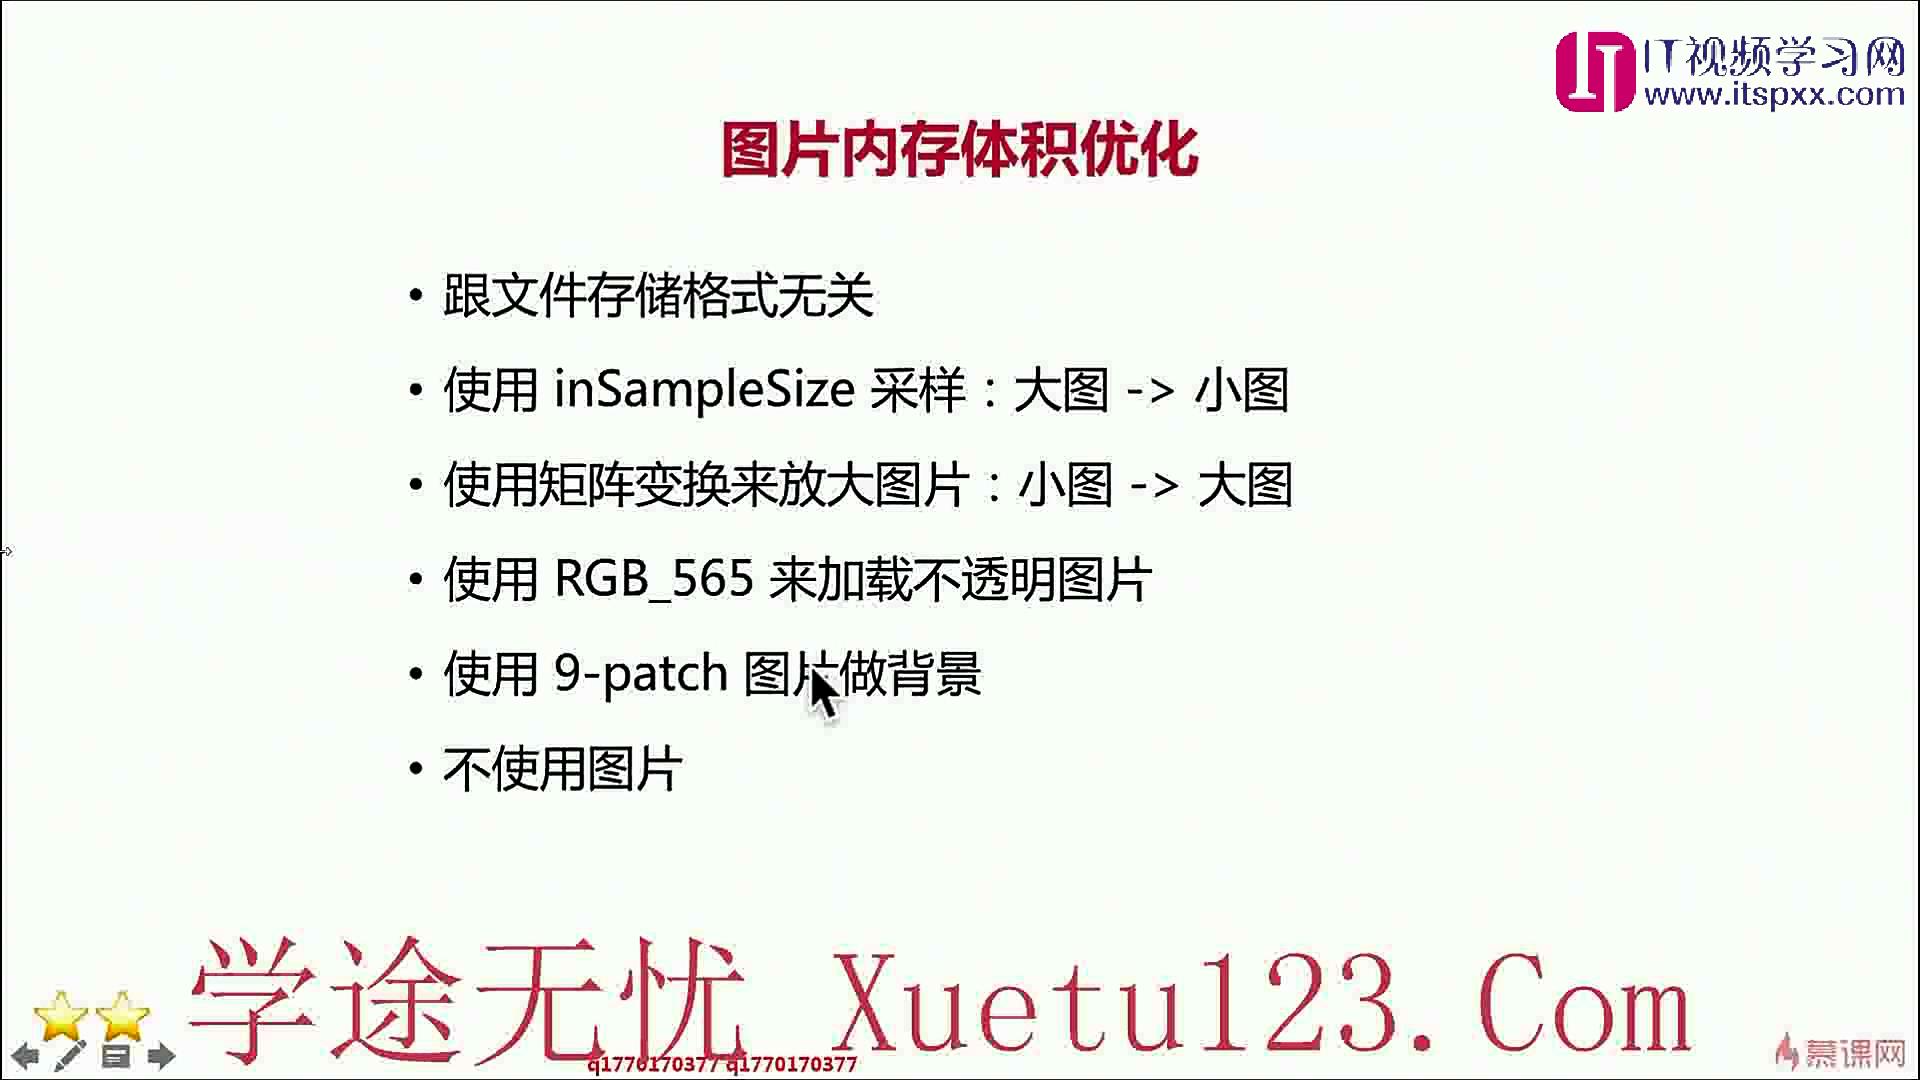 IT视频学习网
www.itspxx.com
图片内存体积优化
• 跟文件存储格式无关
• 使用 inSampleSize 采样：大图 -> 小图
• 使用矩阵变换来放大图片：小图 -> 大图
• 使用 RGB_565 来加载不透明图片
• 使用 9-patch 图片做背景
• 不使用图片
学途无忧 Xuetu123.Com
q1770170377 q1770170377
慕课网